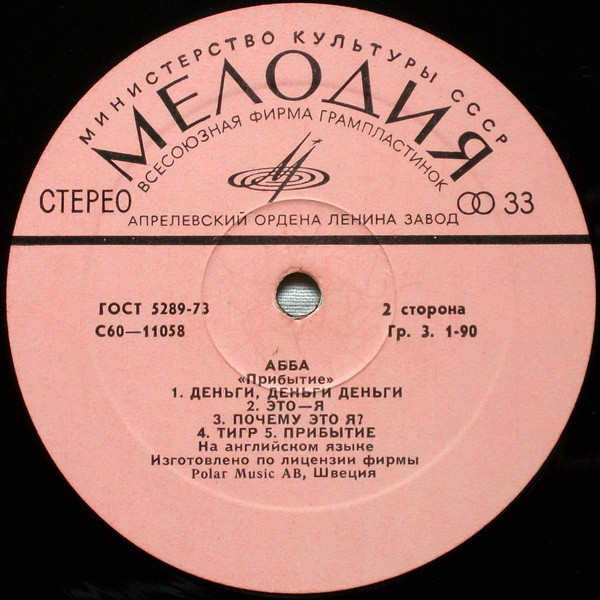 МИНИСТЕРСТВО КУЛЬТУРЫ СССР
МЕЛОДИЯ
ВСЕСОЮЗНАЯ ФИРМА ГРАМПЛАСТИНОК
СТЕРЕО
33
АПРЕЛЕВСКИЙ ОРДЕНА ЛЕНИНА ЗАВОД
ГОСТ 5289-73
2 сторона
С60—11058
Гр. 3. 1-90
АББА
«Прибытие»
1. ДЕНЬГИ, ДЕНЬГИ ДЕНЬГИ
2. ЭТО—Я
3. ПОЧЕМУ ЭТО Я?
4. ТИГР 5. ПРИБЫТИЕ
На английском языке
Изготовлено по лицензии фирмы
Polar Music AB, Швеция